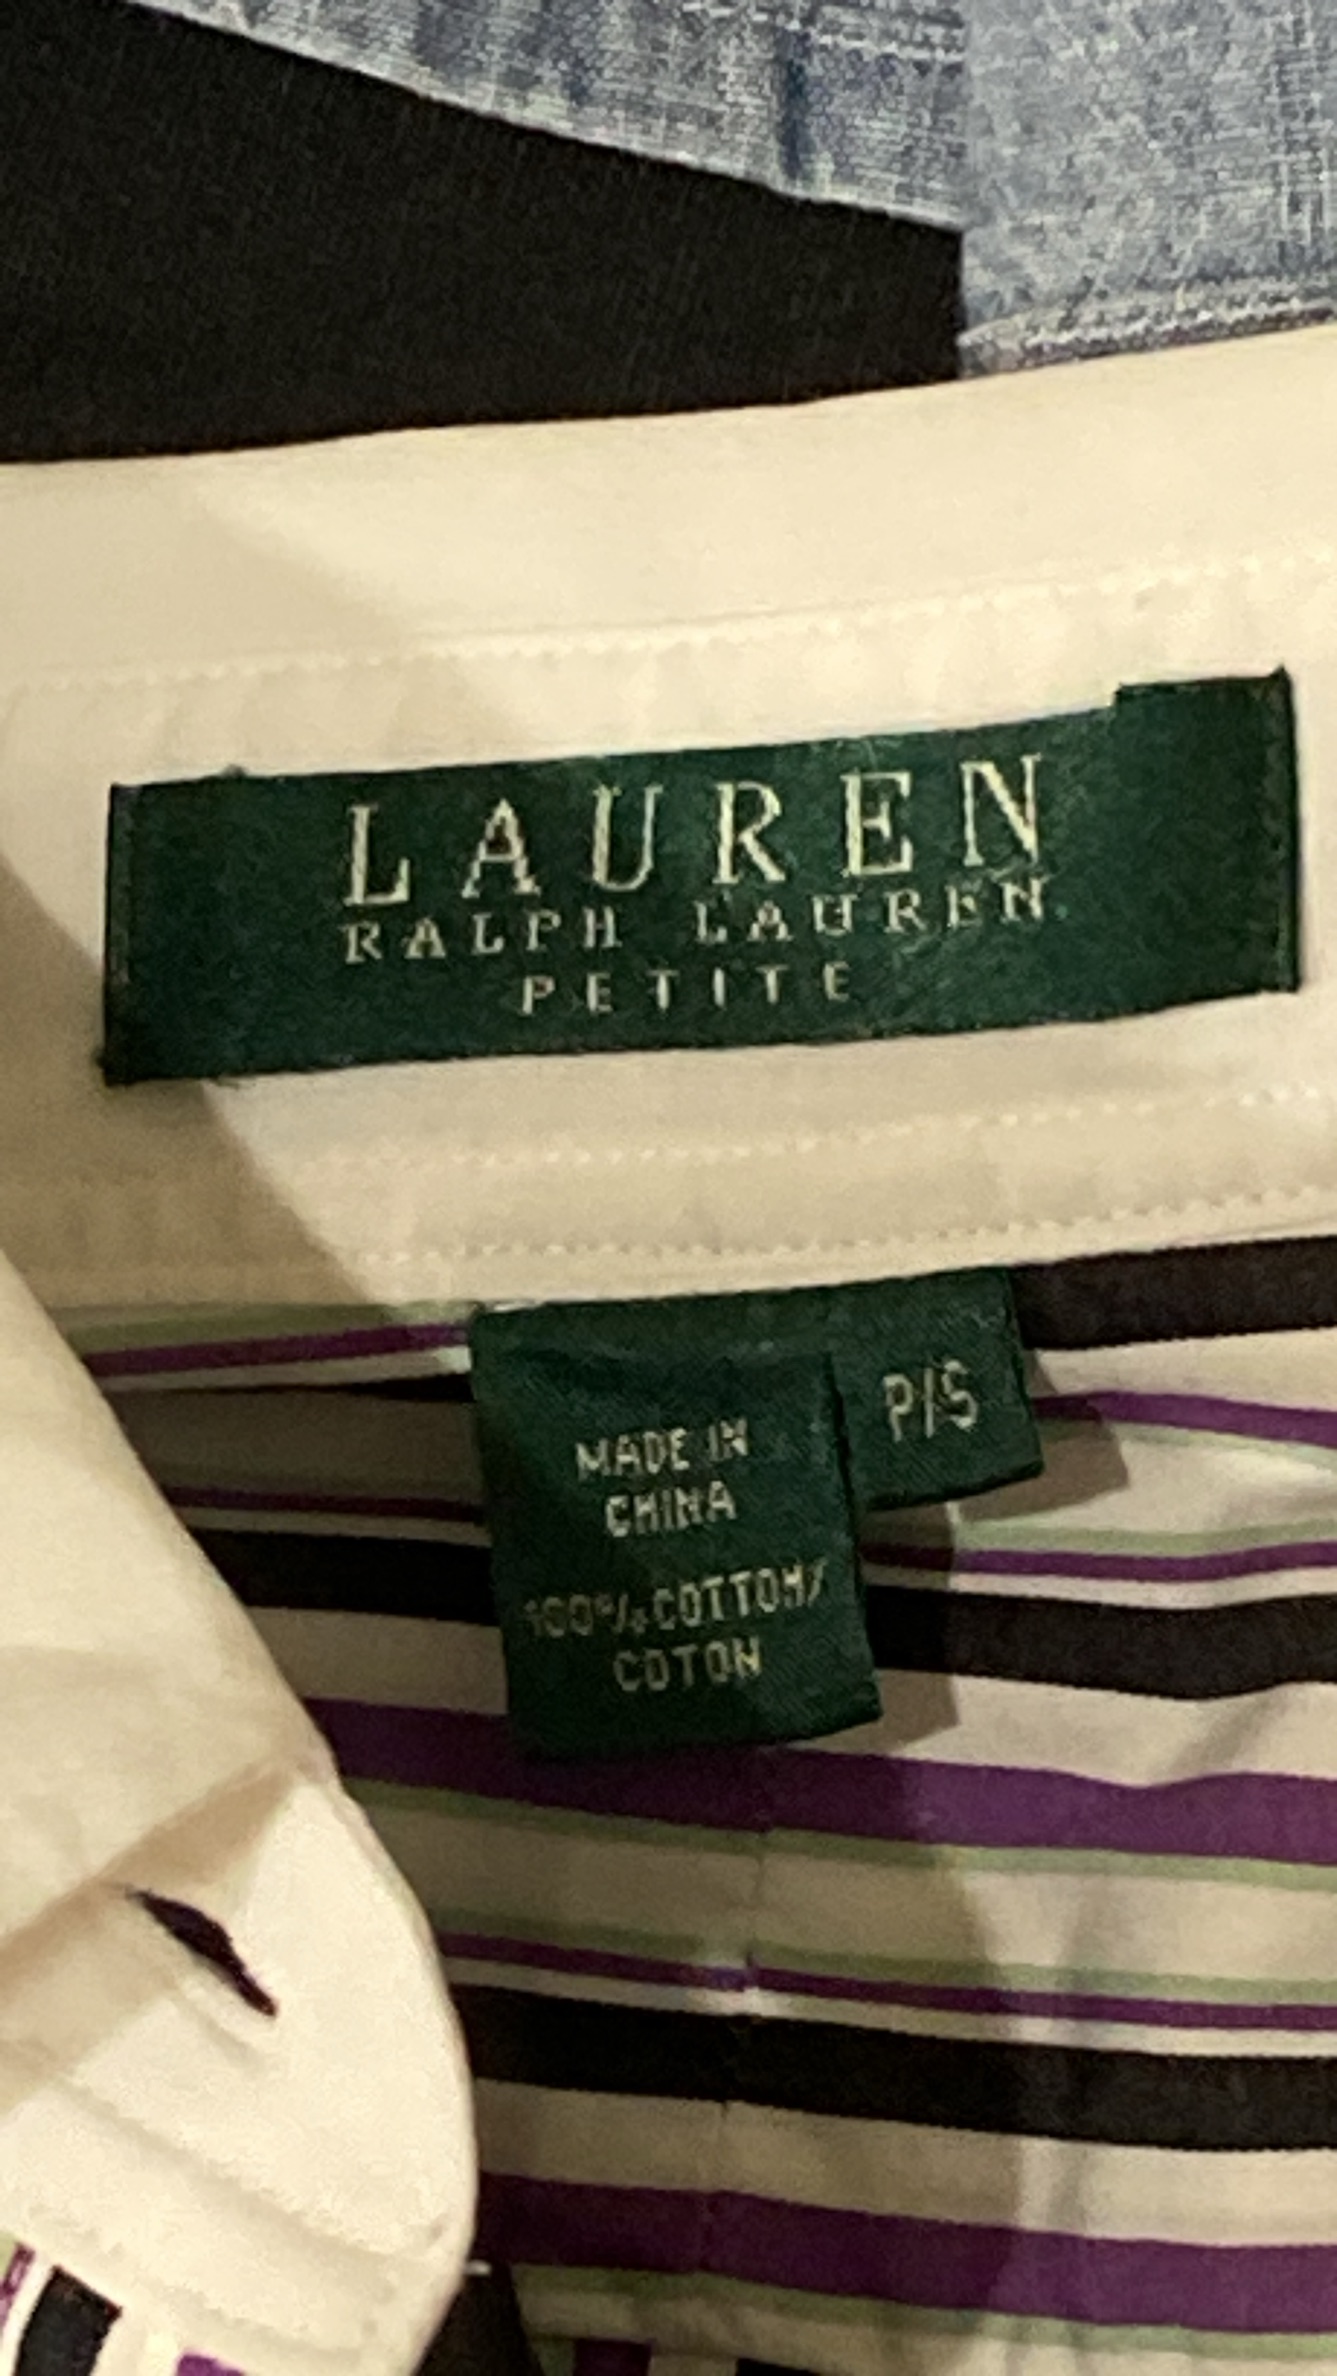 LAUREN
RALPH LAUREN
PETITE
P/S
MADE IN
CHINA
100% COTTON/
COTON